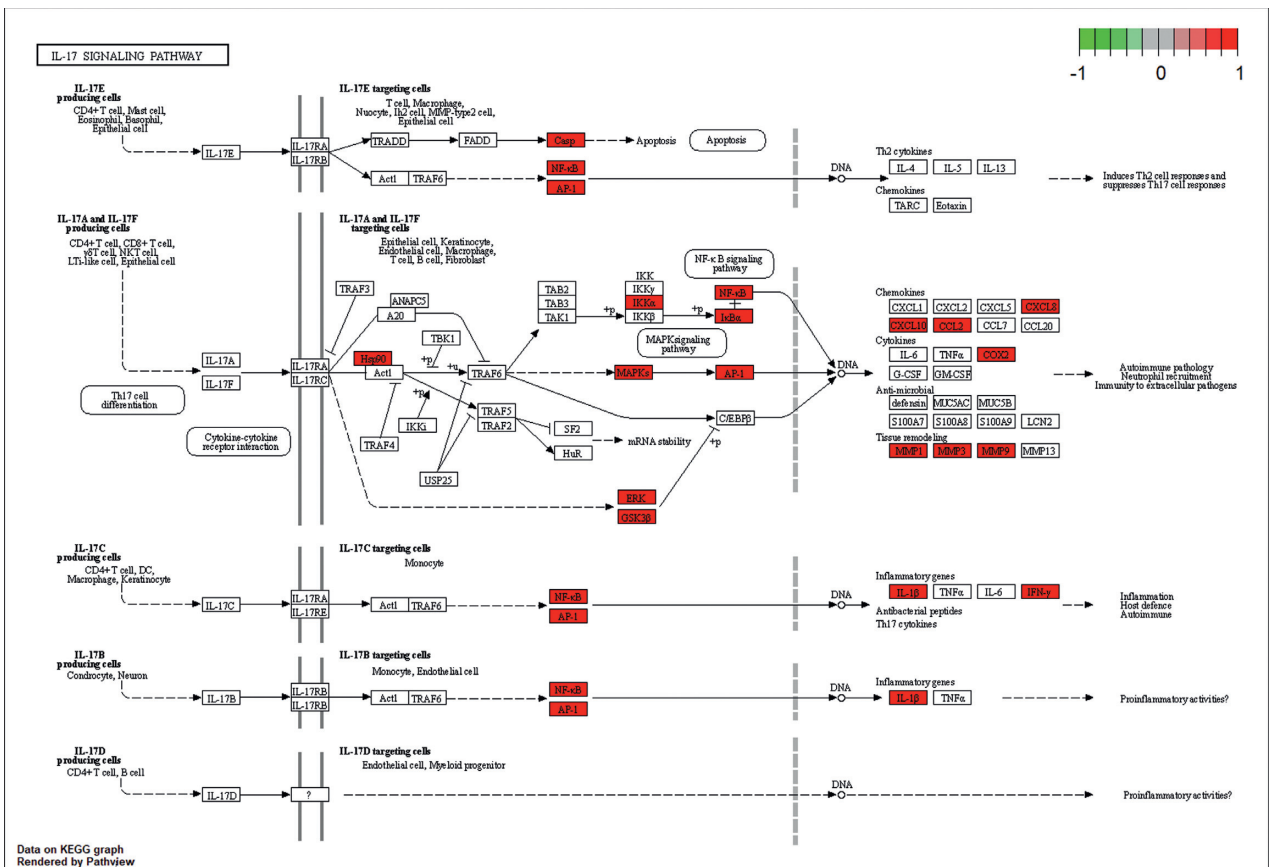 IL-17 SIGNALING PATHWAY
-1 0 1
IL-17E
producing cells
CD4+ T cell, Mast cell,
Eosinophil, Basophil,
Epithelial cell
IL-17E
IL-17RA
IL-17RB
IL-17E targeting cells
T cell, Macrophage,
Nuocyte, Ih2 cell, MMP-type2 cell,
Epithelial cell
TRADD
FADD
Casp
Apoptosis
Apoptosis
Act1
TRAF6
NF-κB
AP-1
DNA
Th2 cytokines
IL-4
IL-5
IL-13
Chemokines
TARC
Eotaxin
Induces Th2 cell responses and
suppresses Th17 cell responses
IL-17A and IL-17F
producing cells
CD4+ T cell, CD8+ T cell,
γδT cell, NKT cell,
LTi-like cell, Epithelial cell
IL-17A
IL-17F
Th17 cell
differentiation
Cytokine-cytokine
receptor interaction
IL-17RA
IL-17RC
IL-17A and IL-17F
targeting cells
Epithelial cell, Keratinocyte,
Endothelial cell, Macrophage,
T cell, B cell, Fibroblast
TRAF3
ANAPC5
A20
TBK1
+p
+u
Hsp90
Act1
TRAF6
+p
IKKi
TRAF4
USP25
TRAF5
TRAF2
SF2
HuR
mRNA stability
TAB2
TAB3
TAK1
+p
IKK
IKKγ
IKKα
IKKβ
+p
NF-κB signaling
pathway
NF-κB
IκBα
MAPK signaling
pathway
MAPKs
AP-1
C/EBPβ
+p
ERK
GSK3β
DNA
Chemokines
CXCL1
CXCL2
CXCL5
CXCL8
CXCL10
CCL2
CCL7
CCL20
Cytokines
IL-6
TNFα
COX2
G-CSF
GM-CSF
Anti-microbial
defensin
MUC5AC
MUC5B
S100A7
S100A8
S100A9
LCN2
Tissue remodeling
MMP1
MMP3
MMP9
MMP13
Autoimmune pathology
Neutrophil recruitment
Immunity to extracellular pathogens
IL-17C
producing cells
CD4+ T cell, DC,
Macrophage, Keratinocyte
IL-17C
IL-17RA
IL-17RE
IL-17C targeting cells
Monocyte
Act1
TRAF6
NF-κB
AP-1
DNA
Inflammatory genes
IL-1β
TNFα
IL-6
IFN-γ
Antibacterial peptides
Th17 cytokines
Inflammation
Host defence
Autoimmune
IL-17B
producing cells
Condrocyte, Neuron
IL-17B
IL-17RB
IL-17RB
IL-17B targeting cells
Monocyte, Endothelial cell
Act1
TRAF6
NF-κB
AP-1
DNA
Inflammatory genes
IL-1β
TNFα
Proinflammatory activities?
IL-17D
producing cells
CD4+ T cell, B cell
IL-17D
?
IL-17D targeting cells
Endothelial cell, Myeloid progenitor
DNA
Proinflammatory activities?
Data on KEGG graph
Rendered by Pathview